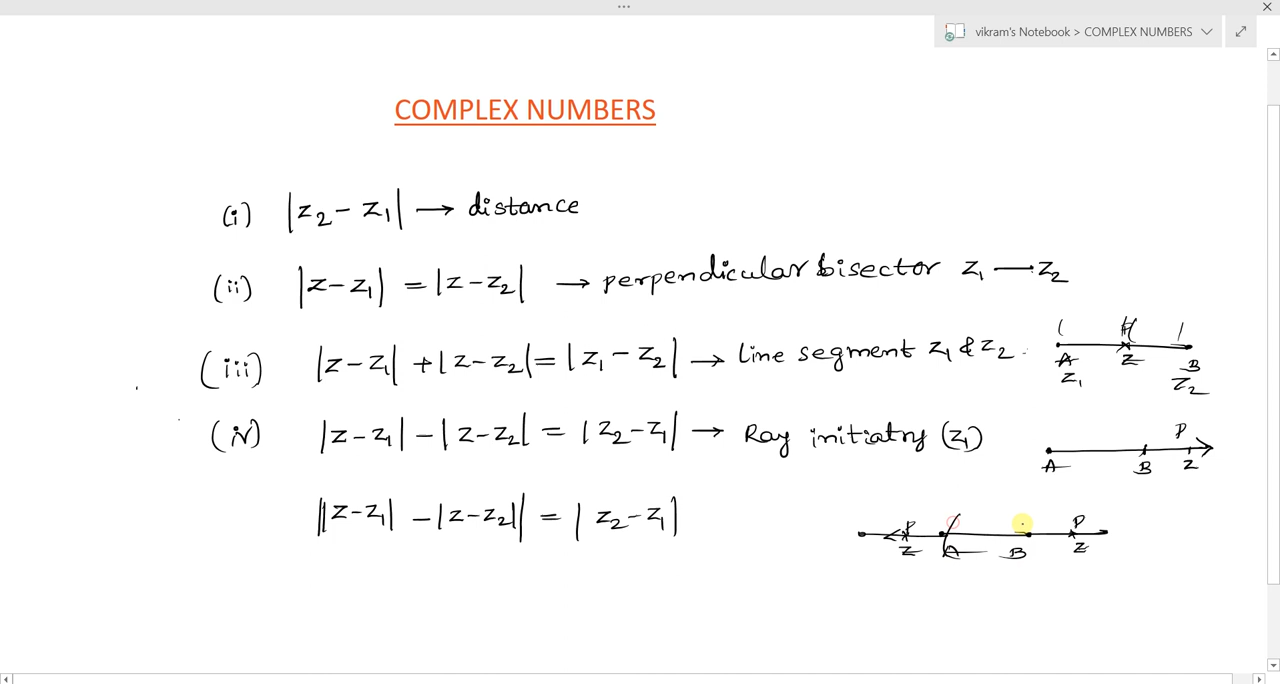 vikram's Notebook > COMPLEX NUMBERS
COMPLEX NUMBERS
(i) |z₂ - z₁| → distance
(ii) |z-z₁| = |z-z₂| → perpendicular bisector z₁ — z₂
(iii) |z-z₁| + |z-z₂| = |z₁-z₂| → Line segment z₁ & z₂.
A z B
z₁ z₂
(iv) |z-z₁| - |z-z₂| = |z₂-z₁| → Ray initiatry (z₁)
P
A B z
||z-z₁| - |z-z₂|| = |z₂-z₁|
P P
z A B z